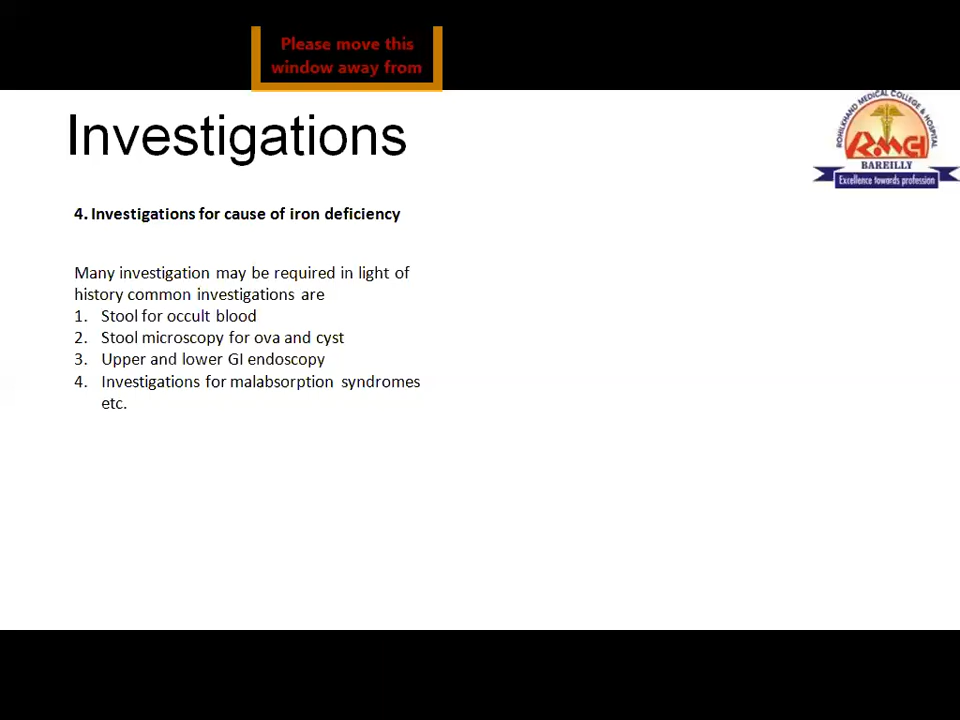 Please move this
window away from
Investigations
ROHILKHAND MEDICAL COLLEGE & HOSPITAL
RMCH
BAREILLY
Excellence towards profession
4. Investigations for cause of iron deficiency
Many investigation may be required in light of
history common investigations are
1. Stool for occult blood
2. Stool microscopy for ova and cyst
3. Upper and lower GI endoscopy
4. Investigations for malabsorption syndromes
etc.